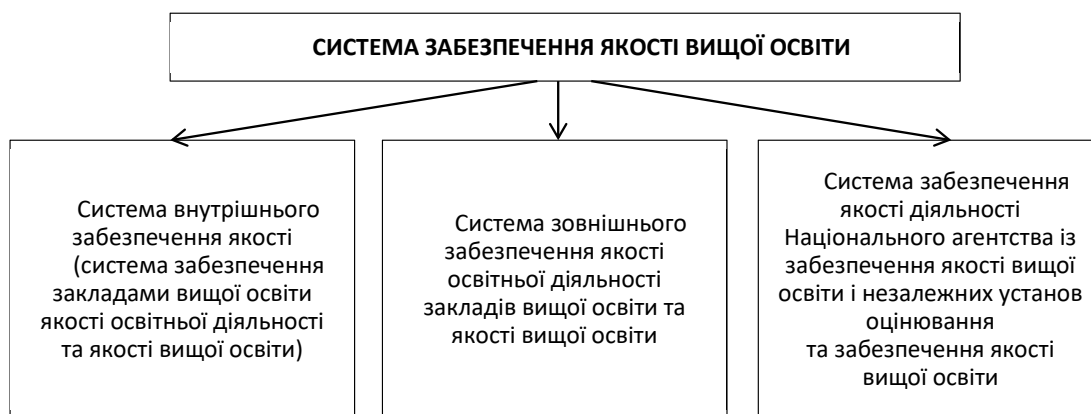 СИСТЕМА ЗАБЕЗПЕЧЕННЯ ЯКОСТІ ВИЩОЇ ОСВІТИ
Система внутрішнього
забезпечення якості
(система забезпечення
закладами вищої освіти
якості освітньої діяльності
та якості вищої освіти)
Система зовнішнього
забезпечення якості
освітньої діяльності
закладів вищої освіти та
якості вищої освіти
Система забезпечення
якості діяльності
Національного агентства із
забезпечення якості вищої
освіти і незалежних установ
оцінювання
та забезпечення якості
вищої освіти